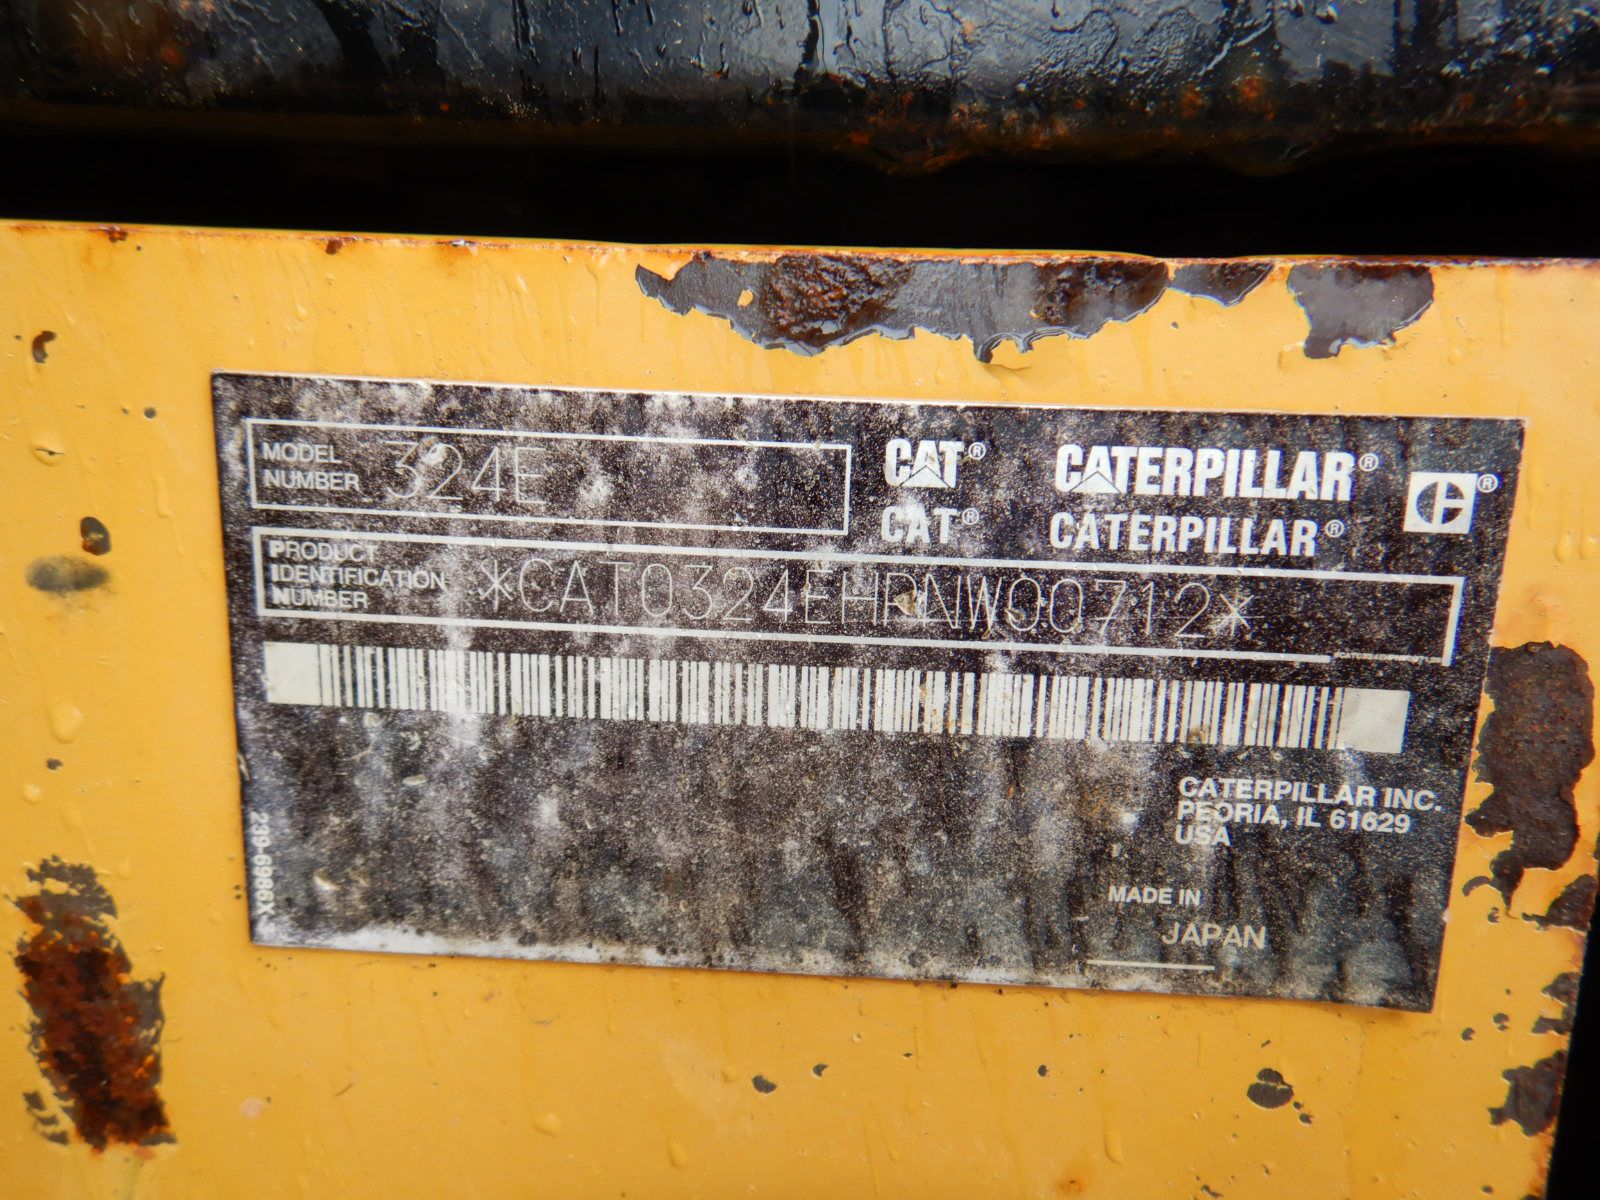 MODEL NUMBER 324E
CAT® CATERPILLAR® ®
CAT® CATERPILLAR®
PRODUCT IDENTIFICATION NUMBER *CAT0324EHPNW00712*
CATERPILLAR INC.
PEORIA, IL 61629
USA
MADE IN
JAPAN